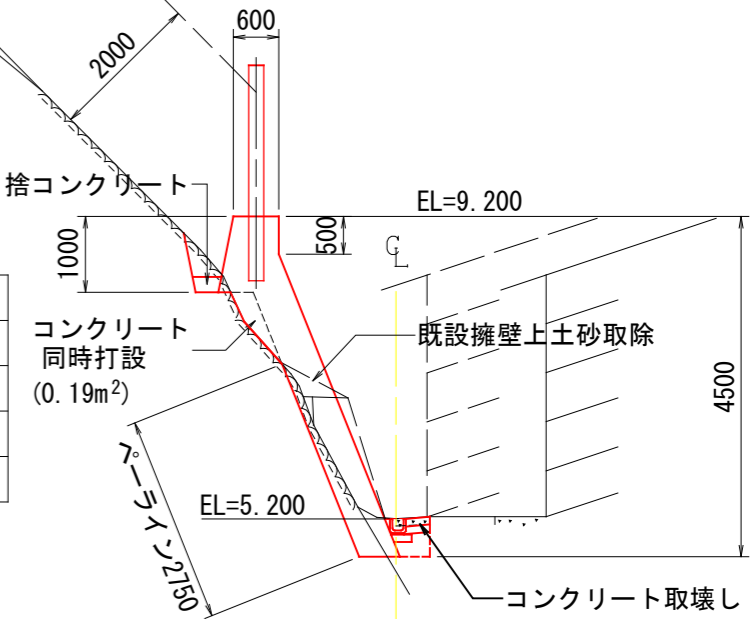 600
2000
捨コンクリート
EL=9.200
1000
500
CL
コンクリート
同時打設
(0.19m²)
既設擁壁上土砂取除
4500
ペーライン2750
EL=5.200
コンクリート取壊し